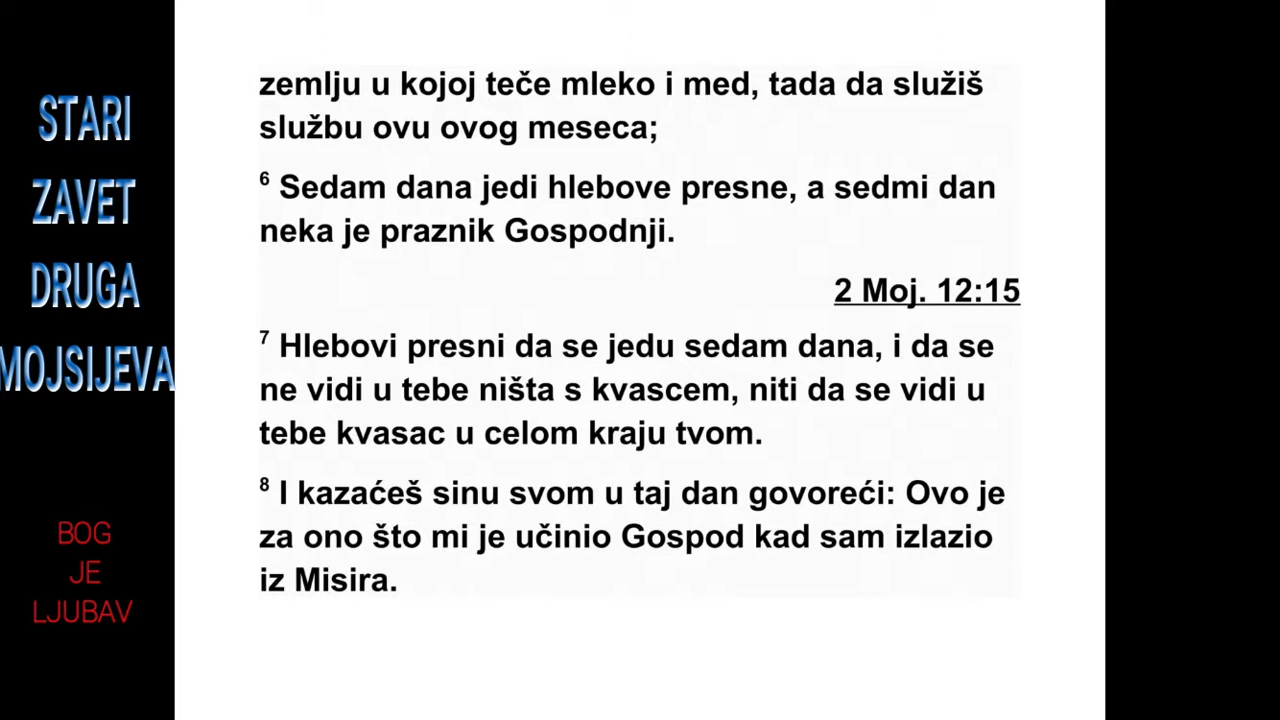 STARI
ZAVET
DRUGA
MOJSIJEVA
BOG
JE
LJUBAV
zemlju u kojoj teče mleko i med, tada da služiš
službu ovu ovog meseca;
6 Sedam dana jedi hlebove presne, a sedmi dan
neka je praznik Gospodnji.
2 Moj. 12:15
7 Hlebovi presni da se jedu sedam dana, i da se
ne vidi u tebe ništa s kvascem, niti da se vidi u
tebe kvasac u celom kraju tvom.
8 I kazaćeš sinu svom u taj dan govoreći: Ovo je
za ono što mi je učinio Gospod kad sam izlazio
iz Misira.